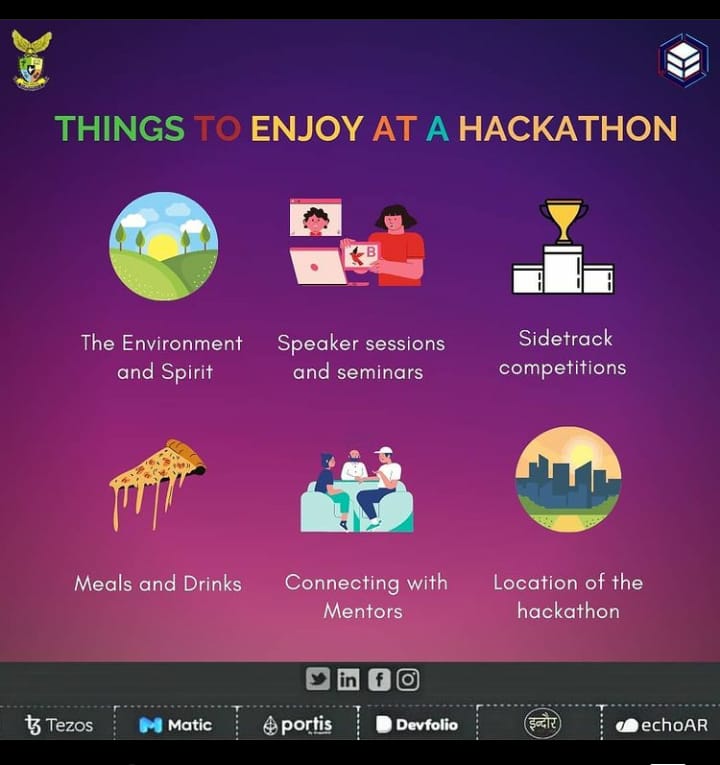 THINGS TO ENJOY AT A HACKATHON
B
The Environment
and Spirit
Speaker sessions
and seminars
Sidetrack
competitions
Meals and Drinks
Connecting with
Mentors
Location of the
hackathon
Tezos
Matic
portis
Devfolio
इन्दौर
echoAR